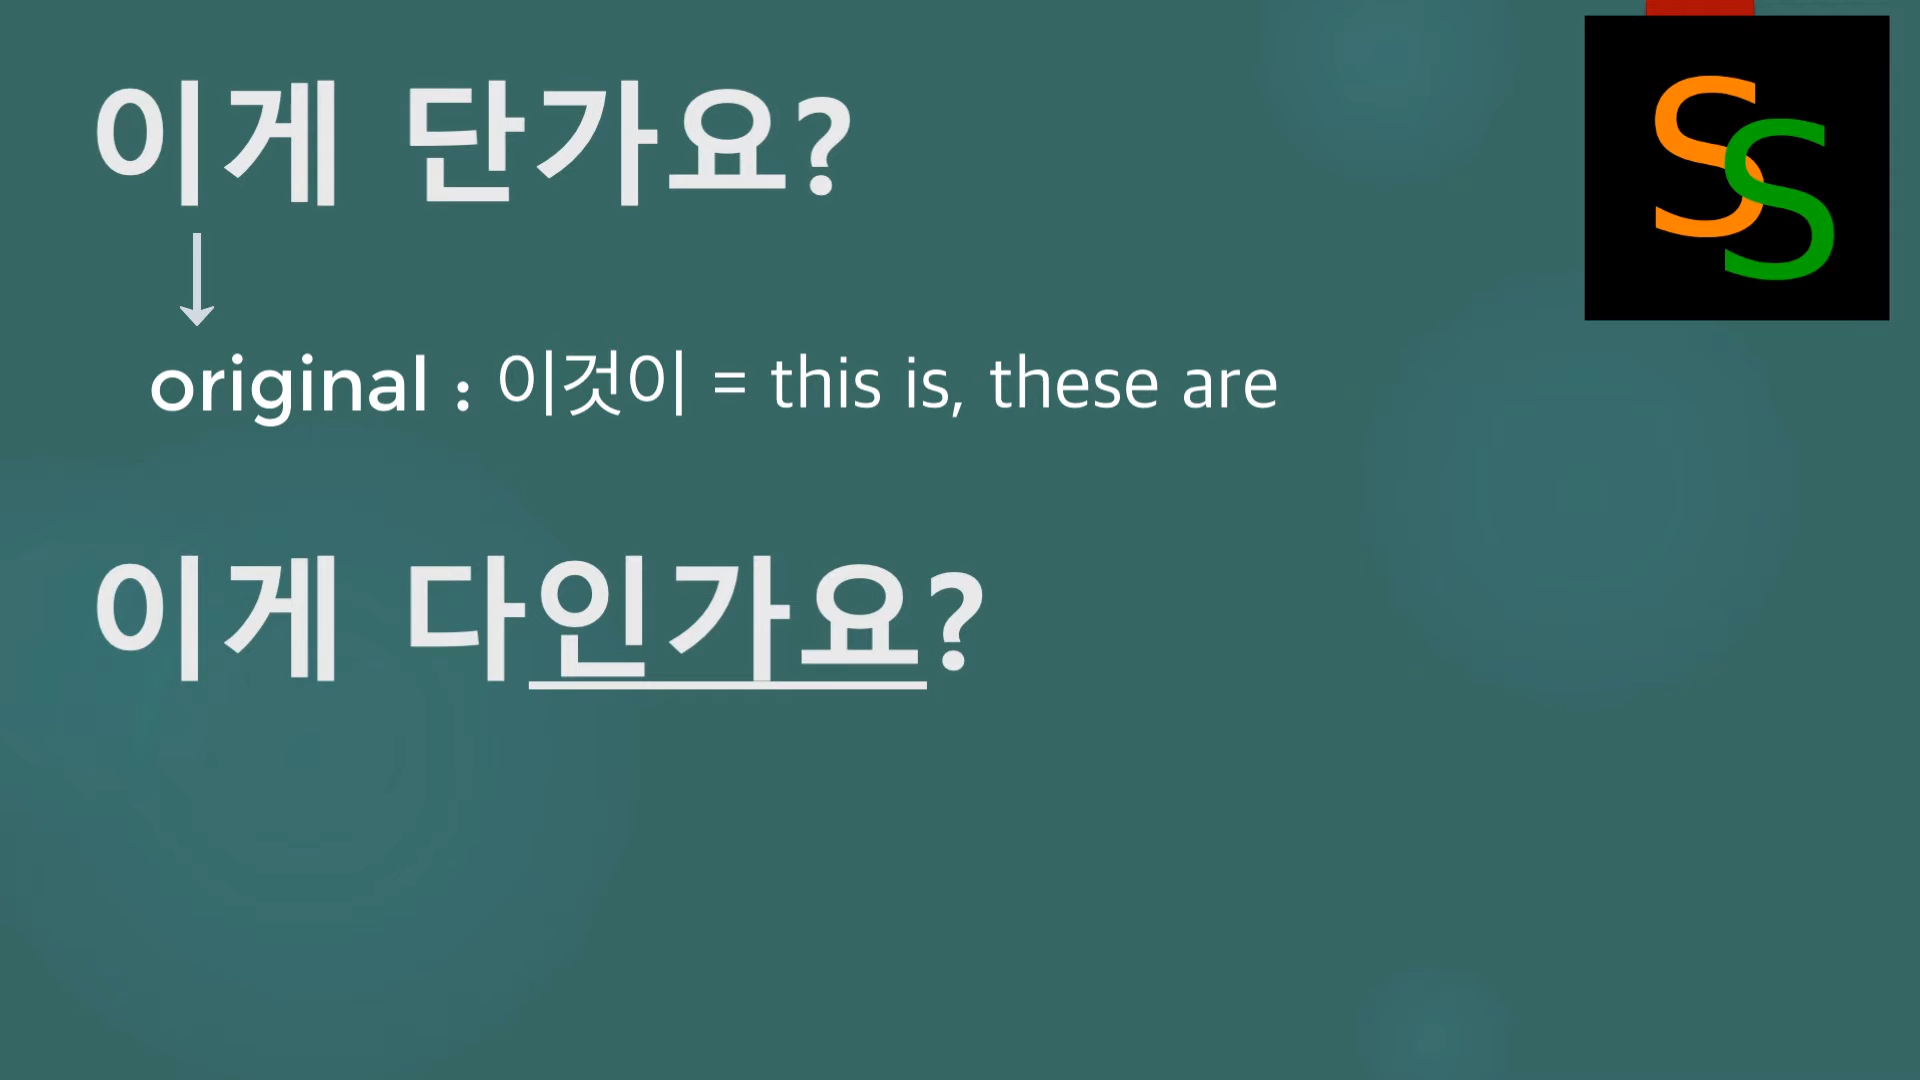 이게 단가요?
SS
original : 이것이 = this is, these are
이게 다인가요?